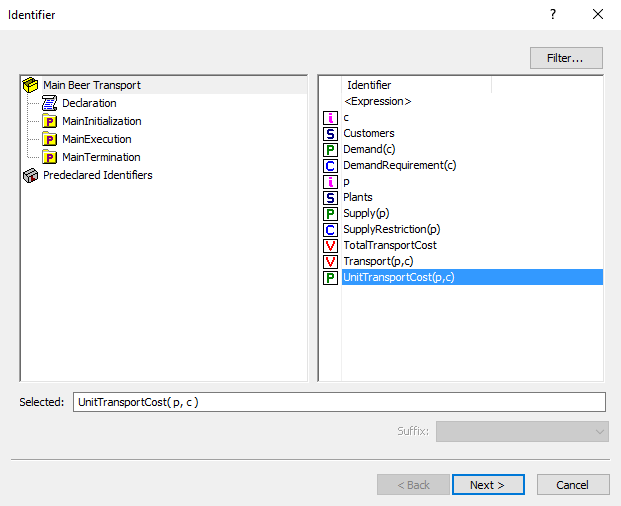 Identifier
?
Filter...
Main Beer Transport
Declaration
P MainInitialization
P MainExecution
P MainTermination
Predeclared Identifiers
Identifier
<Expression>
i c
S Customers
P Demand(c)
C DemandRequirement(c)
i p
S Plants
P Supply(p)
C SupplyRestriction(p)
V TotalTransportCost
V Transport(p,c)
P UnitTransportCost(p,c)
Selected: UnitTransportCost( p, c )
Suffix:
< Back Next > Cancel